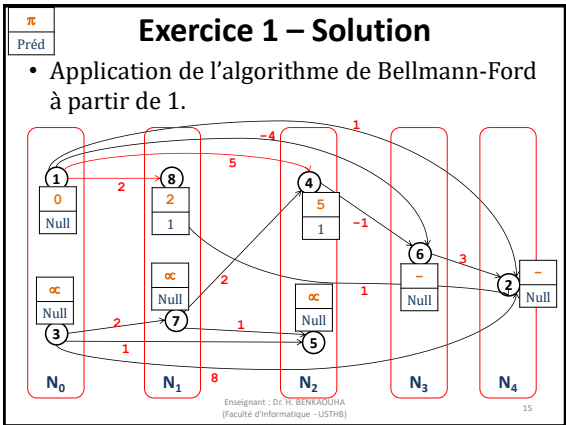 π
Préd
Exercice 1 – Solution
• Application de l'algorithme de Bellmann-Ford
à partir de 1.
1
-4
5
1
2
8
4
0
Null
2
1
5
1
-1
6
3
∝
Null
∝
Null
2
∝
Null
–
Null
1
2
–
Null
3
2
7
1
5
1
8
N0
N1
N2
N3
N4
Enseignant : Dr. H. BENKAOUHA
(Faculté d'Informatique - USTHB)
15